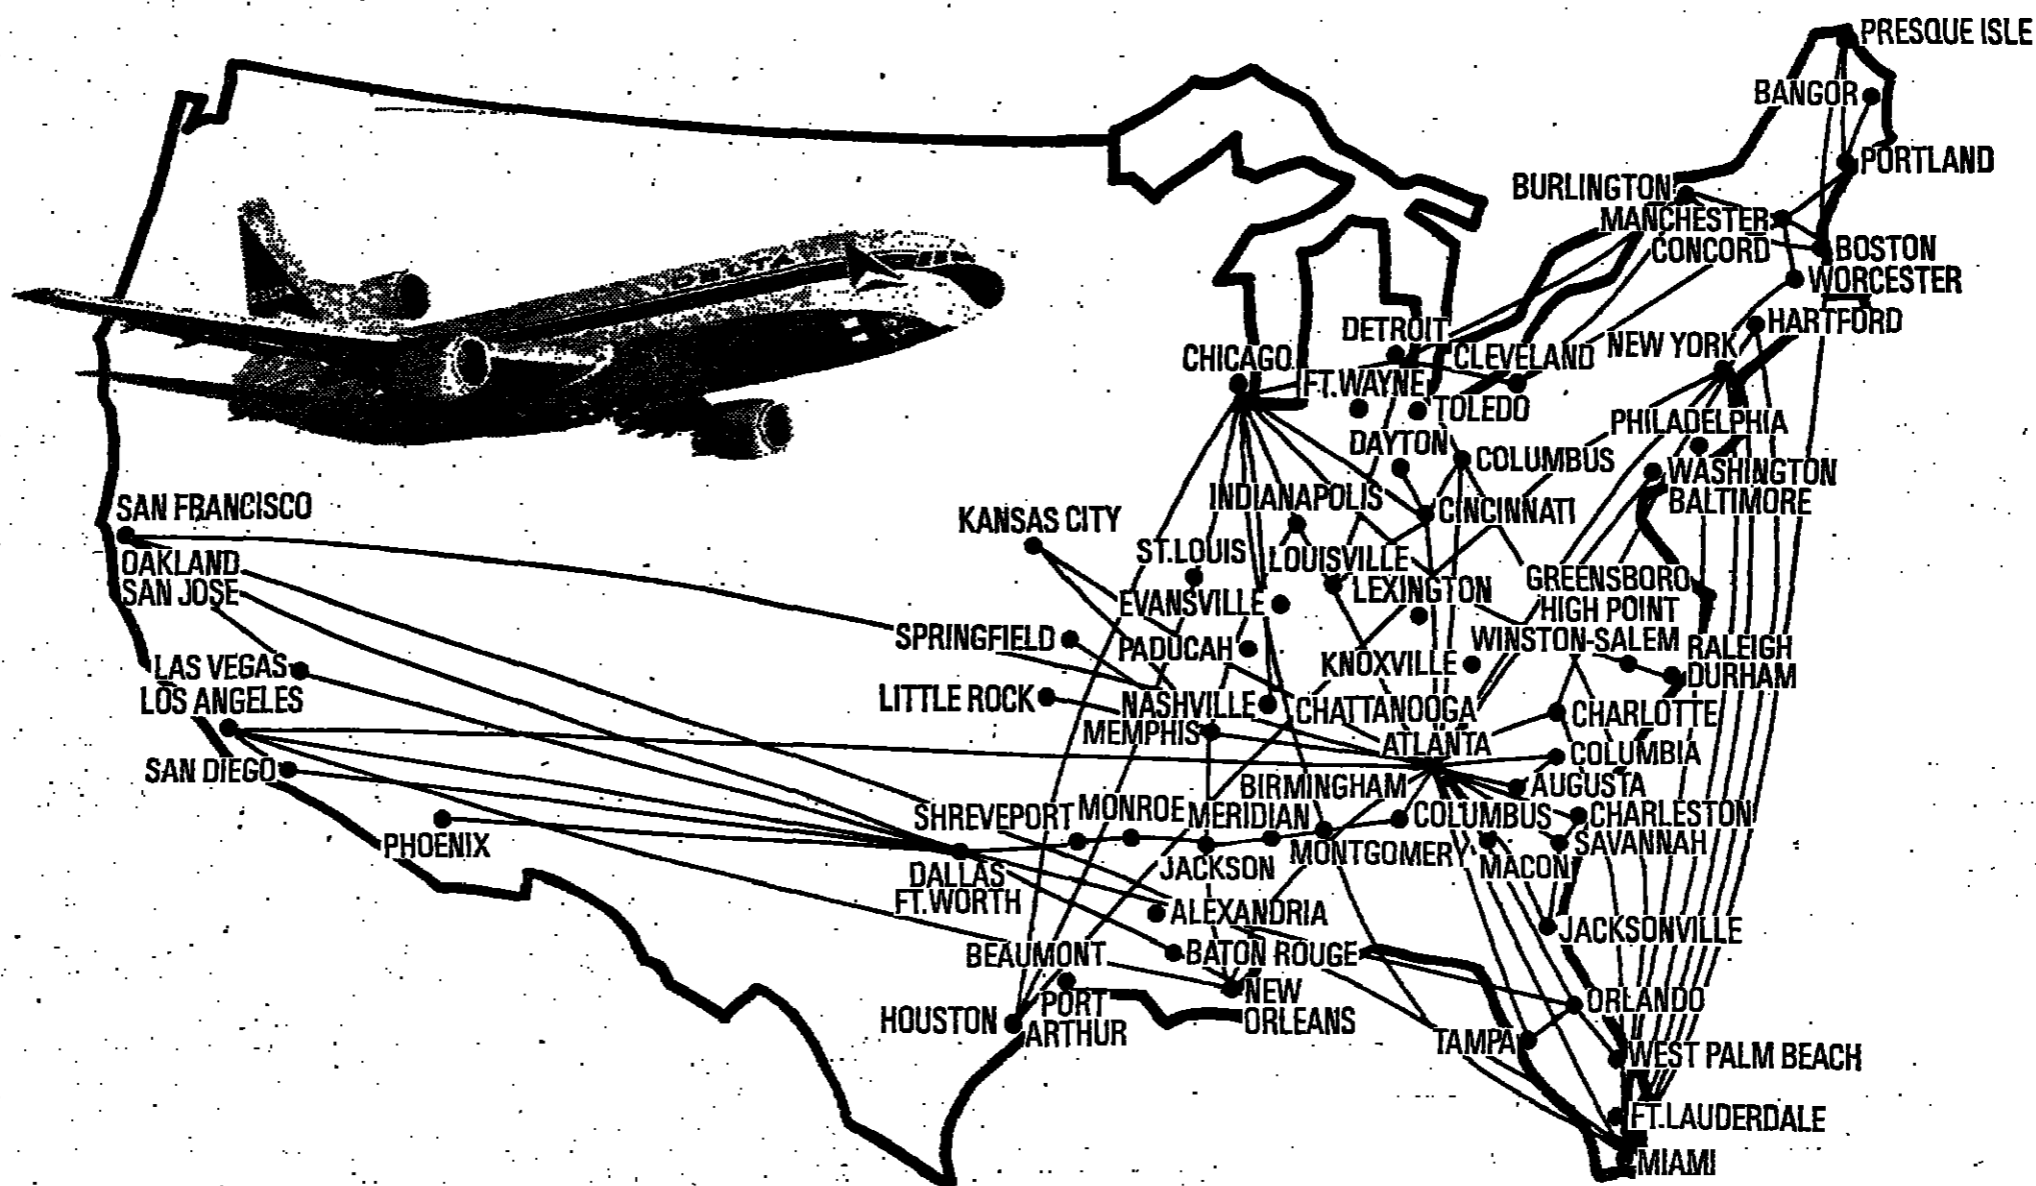 PRESQUE ISLE
BANGOR
PORTLAND
BURLINGTON
MANCHESTER
CONCORD
BOSTON
WORCESTER
HARTFORD
NEW YORK
DETROIT
CLEVELAND
CHICAGO
FT. WAYNE
TOLEDO
PHILADELPHIA
DAYTON
COLUMBUS
WASHINGTON
BALTIMORE
INDIANAPOLIS
CINCINNATI
DELTA
SAN FRANCISCO
OAKLAND
SAN JOSE
KANSAS CITY
ST. LOUIS
LOUISVILLE
LEXINGTON
EVANSVILLE
GREENSBORO
HIGH POINT
WINSTON-SALEM
SPRINGFIELD
PADUCAH
KNOXVILLE
RALEIGH
DURHAM
LAS VEGAS
LOS ANGELES
LITTLE ROCK
NASHVILLE
MEMPHIS
CHATTANOOGA
CHARLOTTE
ATLANTA
COLUMBIA
SAN DIEGO
BIRMINGHAM
AUGUSTA
PHOENIX
SHREVEPORT
MONROE
MERIDIAN
COLUMBUS
CHARLESTON
SAVANNAH
DALLAS
FT. WORTH
JACKSON
MONTGOMERY
MACON
ALEXANDRIA
JACKSONVILLE
BEAUMONT
PORT
ARTHUR
BATON ROUGE
NEW
ORLEANS
HOUSTON
ORLANDO
TAMPA
WEST PALM BEACH
FT. LAUDERDALE
MIAMI